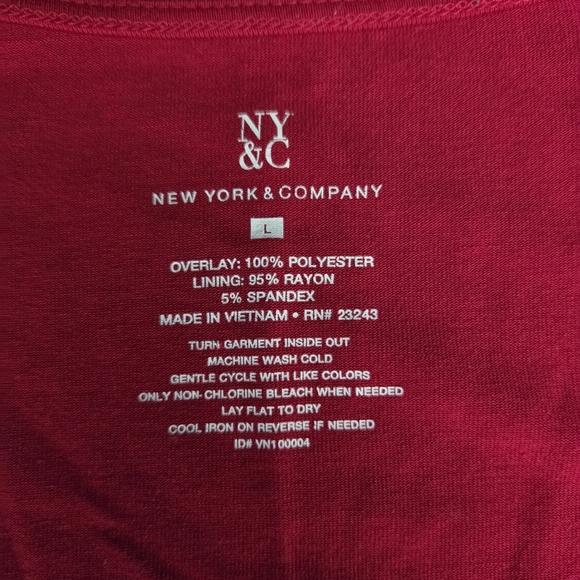 NY
&C
NEW YORK & COMPANY
L
OVERLAY: 100% POLYESTER
LINING: 95% RAYON
5% SPANDEX
MADE IN VIETNAM • RN# 23243
TURN GARMENT INSIDE OUT
MACHINE WASH COLD
GENTLE CYCLE WITH LIKE COLORS
ONLY NON-CHLORINE BLEACH WHEN NEEDED
LAY FLAT TO DRY
COOL IRON ON REVERSE IF NEEDED
ID# VN100004